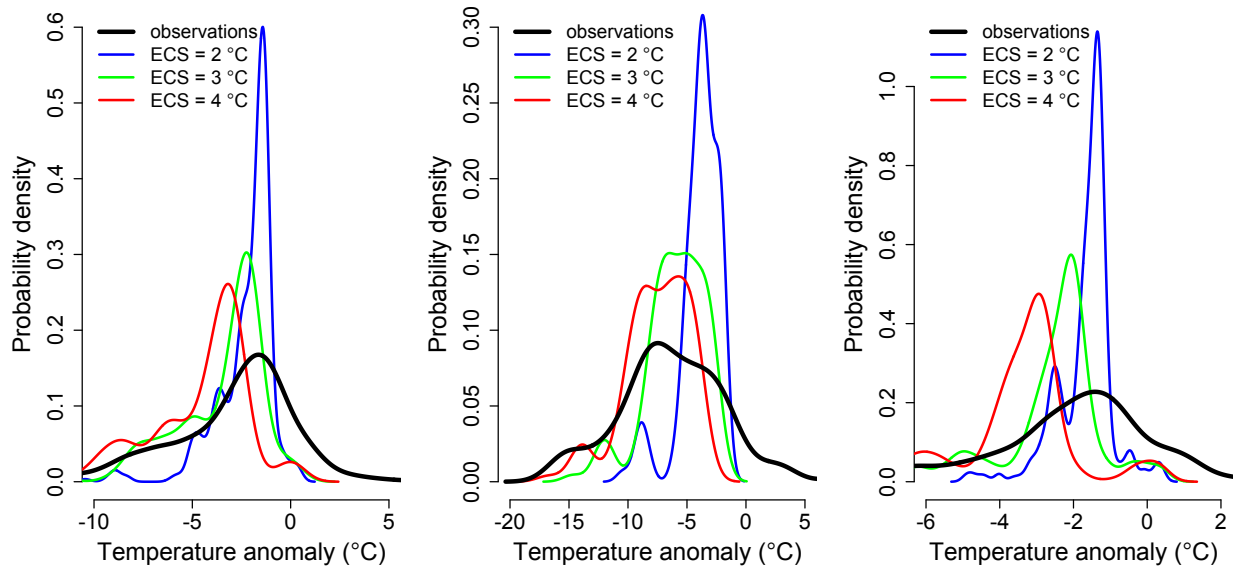 observations
ECS = 2 °C
ECS = 3 °C
ECS = 4 °C
Probability density
0.0 0.1 0.2 0.3 0.4 0.5 0.6
-10 -5 0 5
Temperature anomaly (°C)
observations
ECS = 2 °C
ECS = 3 °C
ECS = 4 °C
Probability density
0.00 0.05 0.10 0.15 0.20 0.25 0.30
-20 -15 -10 -5 0 5
Temperature anomaly (°C)
observations
ECS = 2 °C
ECS = 3 °C
ECS = 4 °C
Probability density
0.0 0.2 0.4 0.6 0.8 1.0
-6 -4 -2 0 2
Temperature anomaly (°C)